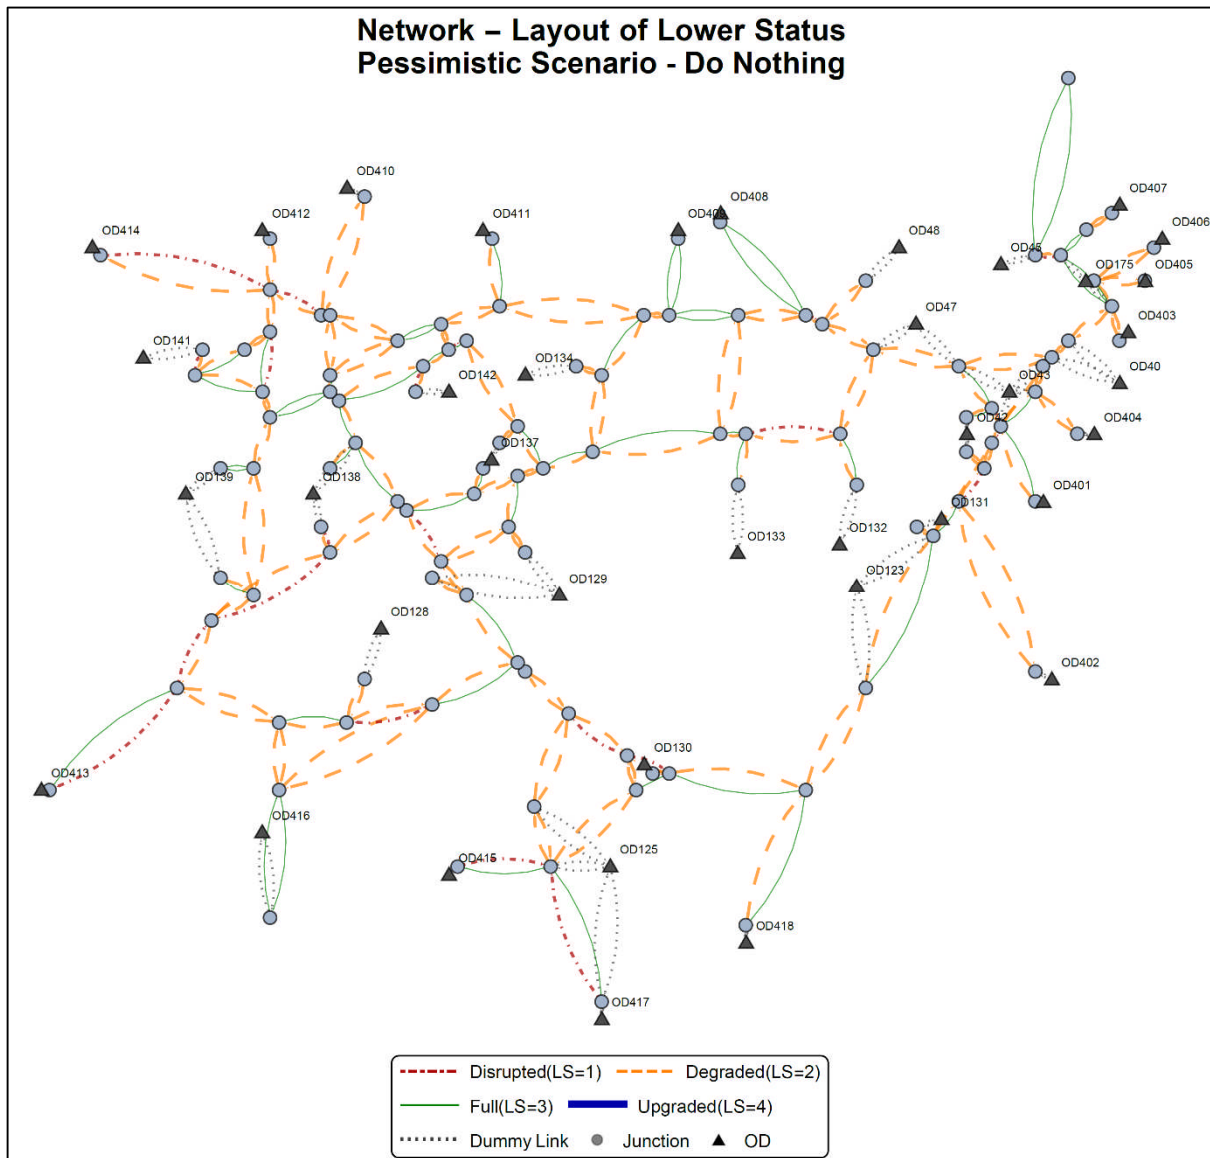 Network – Layout of Lower Status
Pessimistic Scenario - Do Nothing
OD410
OD407
OD408
OD406
OD412
OD411
OD409
OD414
OD48
OD45
OD175
OD405
OD47
OD403
OD141
OD134
OD43
OD40
OD142
OD42
OD404
OD137
OD139
OD138
OD401
OD131
OD133
OD132
OD123
OD129
OD128
OD402
OD130
OD413
OD416
OD415
OD125
OD418
OD417
Disrupted(LS=1) Degraded(LS=2)
Full(LS=3) Upgraded(LS=4)
Dummy Link Junction OD